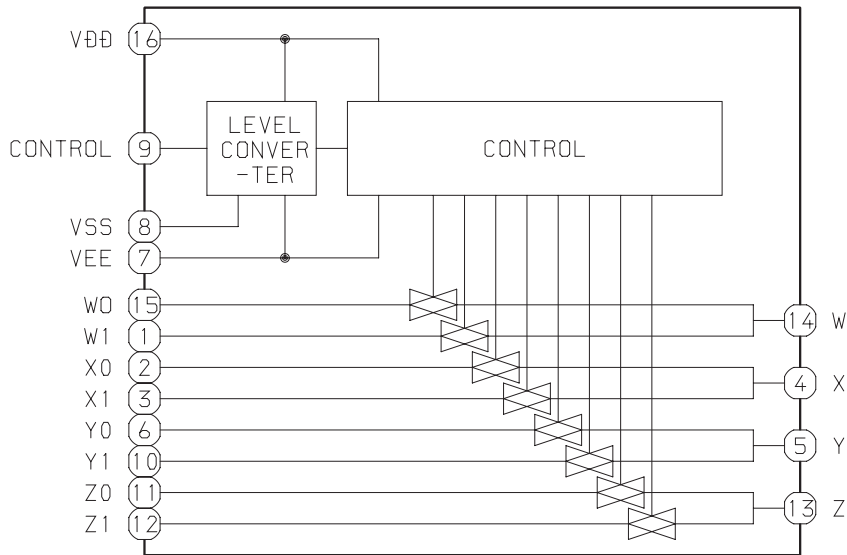 VDD 16
LEVEL
CONVER
-TER
CONTROL 9
CONTROL
VSS 8
VEE 7
W0 15
W1 1
X0 2
X1 3
Y0 6
Y1 10
Z0 11
Z1 12
14 W
4 X
5 Y
13 Z